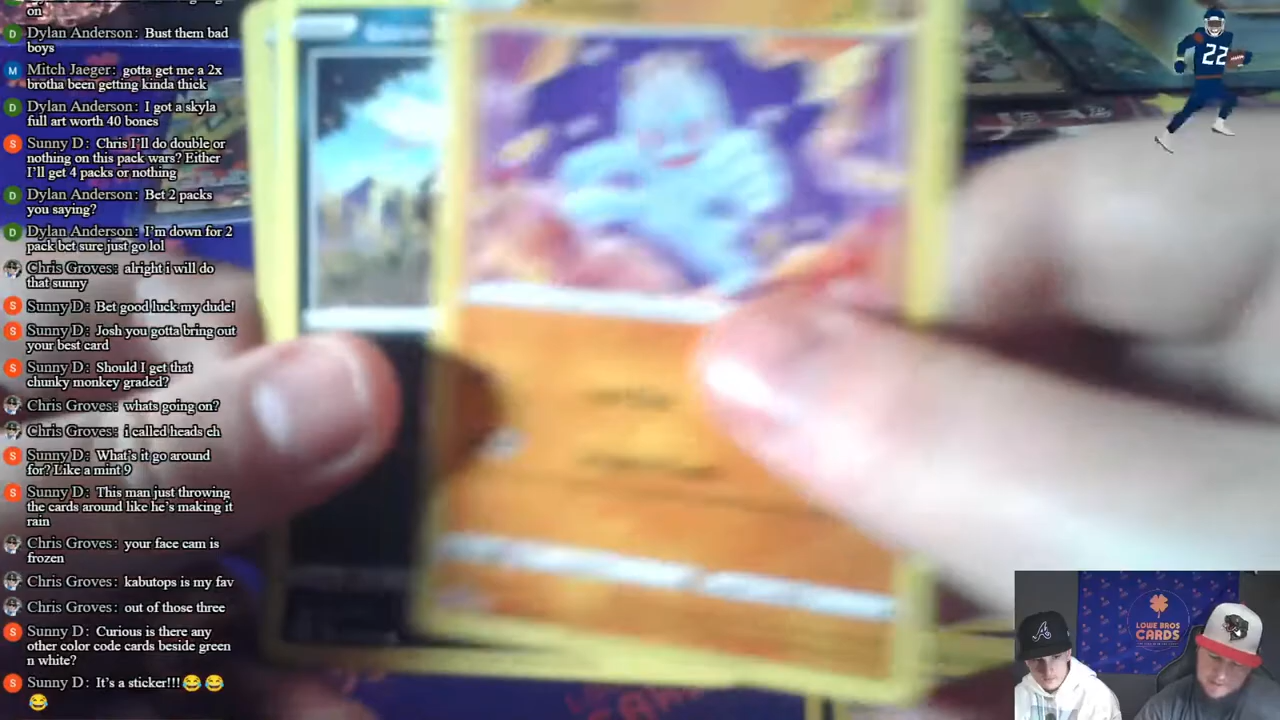 on
Dylan Anderson: Bust them bad
boys
Mitch Jaeger: gotta get me a 2x
brotha been getting kinda thick
Dylan Anderson: I got a skyla
full art worth 40 bones
Sunny D: Chris I'll do double or
nothing on this pack wars? Either
I'll get 4 packs or nothing
Dylan Anderson: Bet 2 packs
you saying?
Dylan Anderson: I'm down for 2
pack bet sure just go lol
Chris Groves: alright i will do
that sunny
Sunny D: Bet good luck my dude!
Sunny D: Josh you gotta bring out
your best card
Sunny D: Should I get that
chunky monkey graded?
Chris Groves: whats going on?
Chris Groves: i called heads eh
Sunny D: What's it go around
for? Like a mint 9
Sunny D: This man just throwing
the cards around like he's making it
rain
Chris Groves: your face cam is
frozen
Chris Groves: kabutops is my fav
Chris Groves: out of those three
Sunny D: Curious is there any
other color code cards beside green
n white?
Sunny D: It's a sticker!!!😂😂
😂
22
LOWE BROS
CARDS